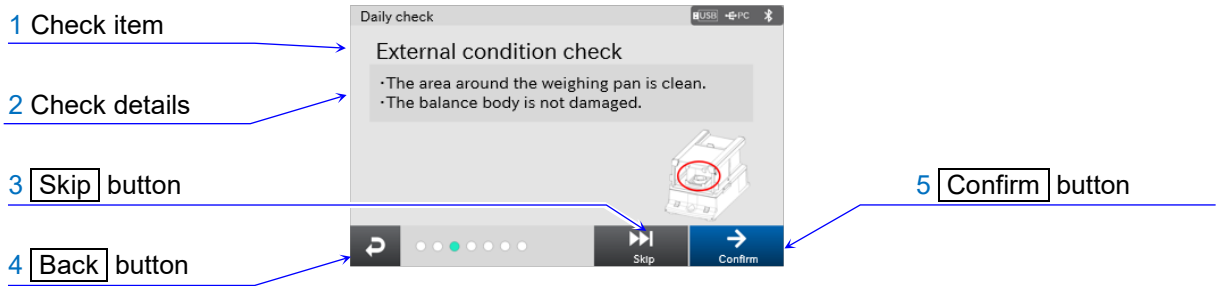 1 Check item
2 Check details
3 Skip button
4 Back button
Daily check
USB PC
External condition check
・The area around the weighing pan is clean.
・The balance body is not damaged.
Skip
Confirm
5 Confirm button